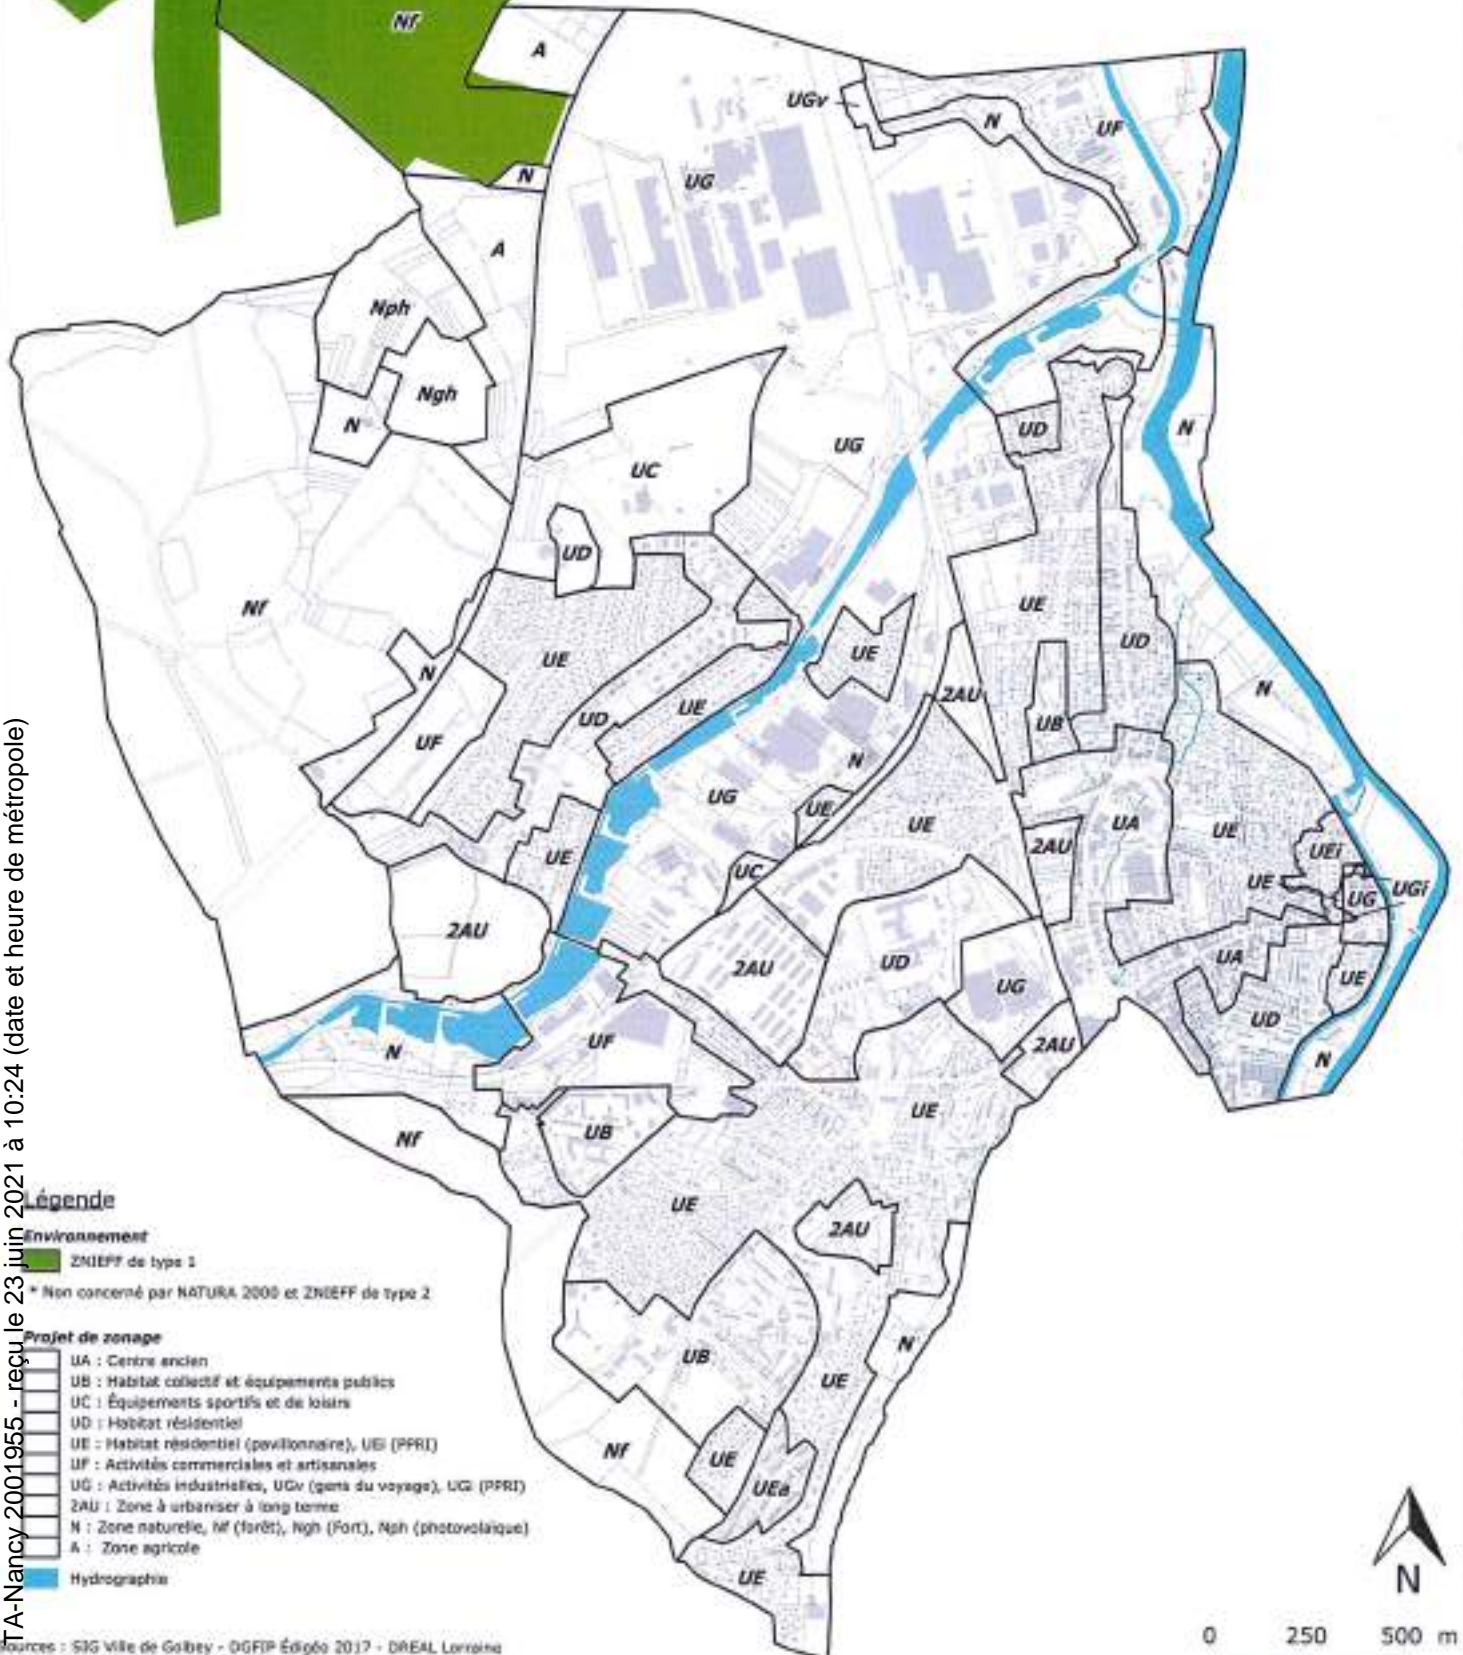 Nf
A
UGv
N
UF
N
UG
A
Nph
Ngh
N
UD
N
UG
UC
UD
UE
Nf
UE
UE
UD
N
N
2AU
UE
UD
UB
UF
N
UG
UE
UE
UA
UE
2AU
UEi
UE
UC
UE
UGi
UG
2AU
UA
2AU
UD
UE
UG
UD
UF
2AU
N
N
UE
UB
Nf
UE
2AU
N
UB
UE
Nf
UE
UEa
UE
TA-Nancy 2001955 - reçu le 23 juin 2021 à 10:24 (date et heure de métropole)
Légende
Environnement
ZNIEFF de type 1
* Non concerné par NATURA 2000 et ZNIEFF de type 2
Projet de zonage
UA : Centre ancien
UB : Habitat collectif et équipements publics
UC : Équipements sportifs et de loisirs
UD : Habitat résidentiel
UE : Habitat résidentiel (pavillonnaire), UEi (PPRI)
UF : Activités commerciales et artisanales
UG : Activités industrielles, UGv (gens du voyage), UGi (PPRI)
2AU : Zone à urbaniser à long terme
N : Zone naturelle, Nf (forêt), Ngh (Fort), Nph (photovolaïque)
A : Zone agricole
Hydrographie
N
0 250 500 m
Sources : SIG Ville de Golbey - DGFIP Édigéo 2017 - DREAL Lorraine